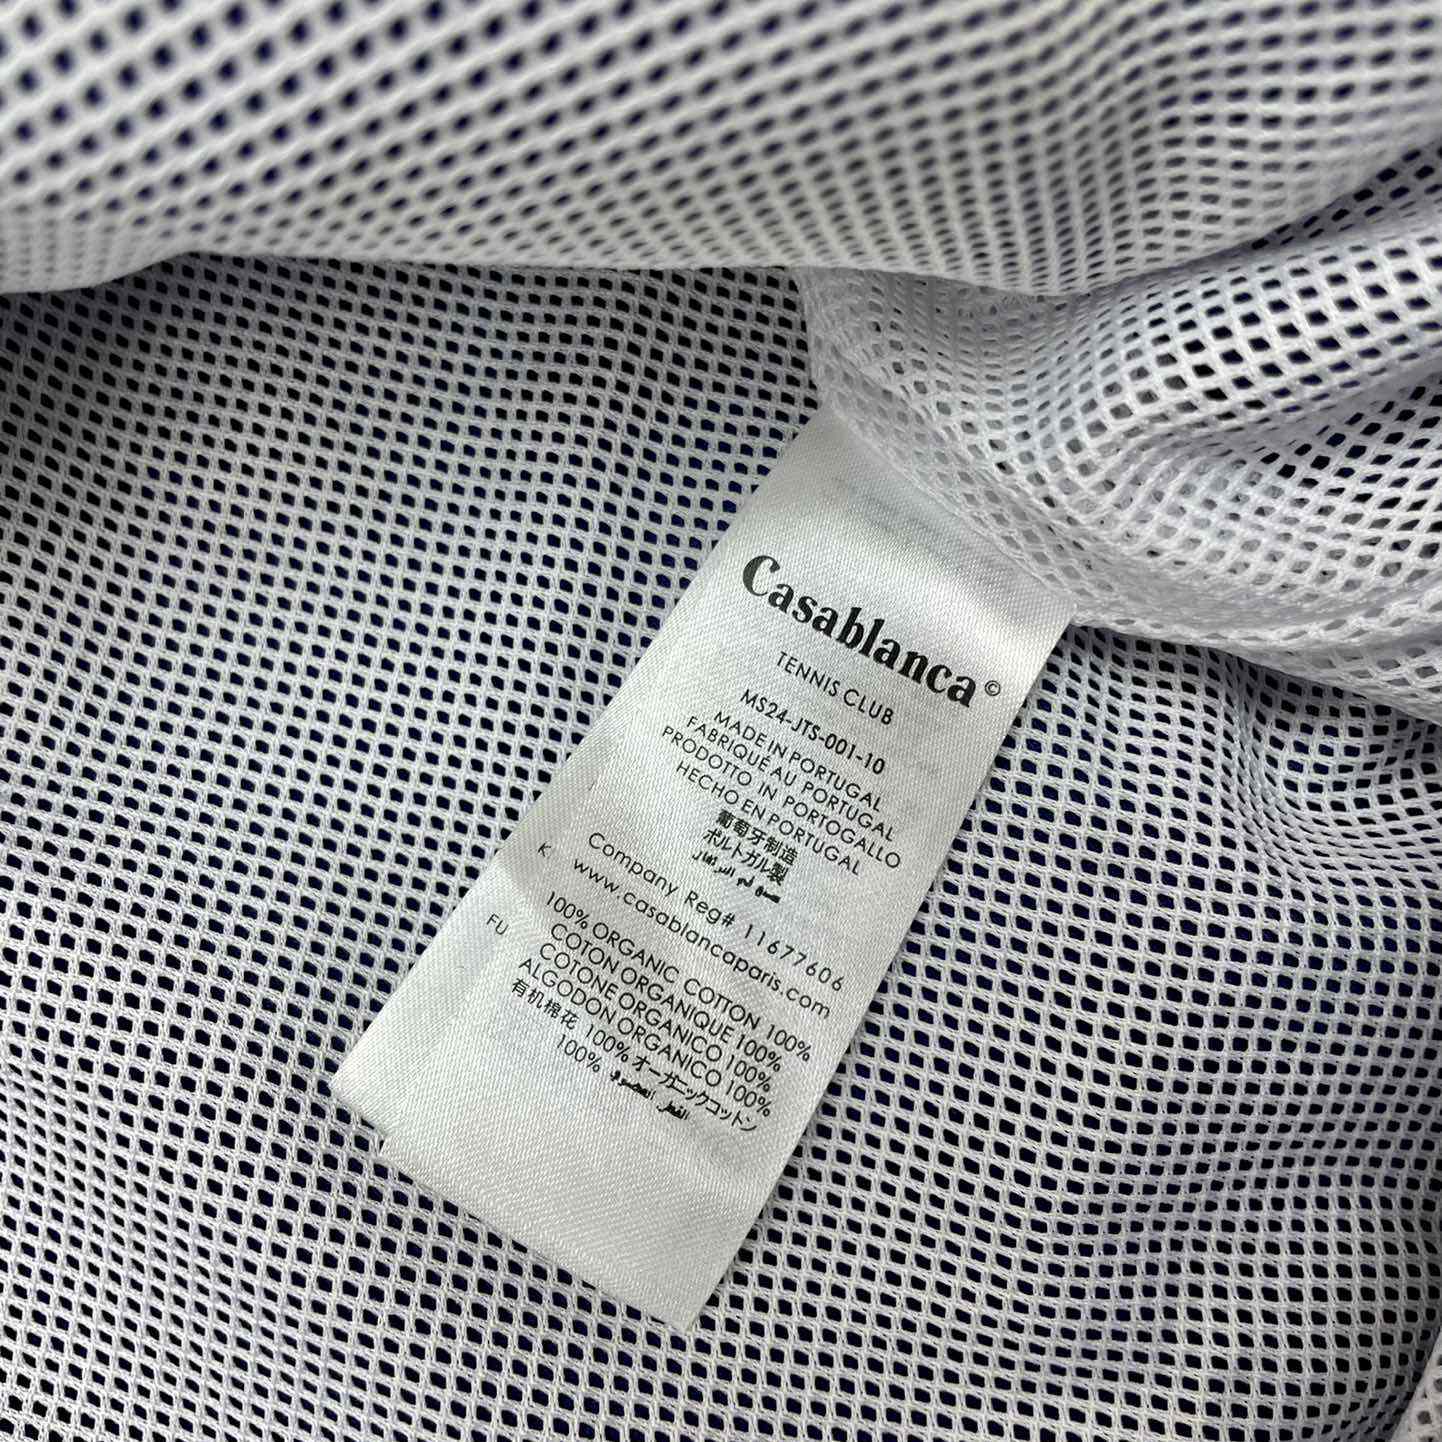 Casablanca©
TENNIS CLUB
MS24-JTS-001-10
MADE IN PORTUGAL
FABRIQUÉ AU PORTUGAL
PRODOTTO IN PORTOGALLO
HECHO EN PORTUGAL
葡萄牙制造
ポルトガル製
Company Reg# 11677606
www.casablancaparis.com
K
FU
100% ORGANIC COTTON 100%
COTON ORGANIQUE 100%
COTONE ORGANICO 100%
ALGODON ORGANICO 100%
有机棉花 100% オーガニックコットン
100%